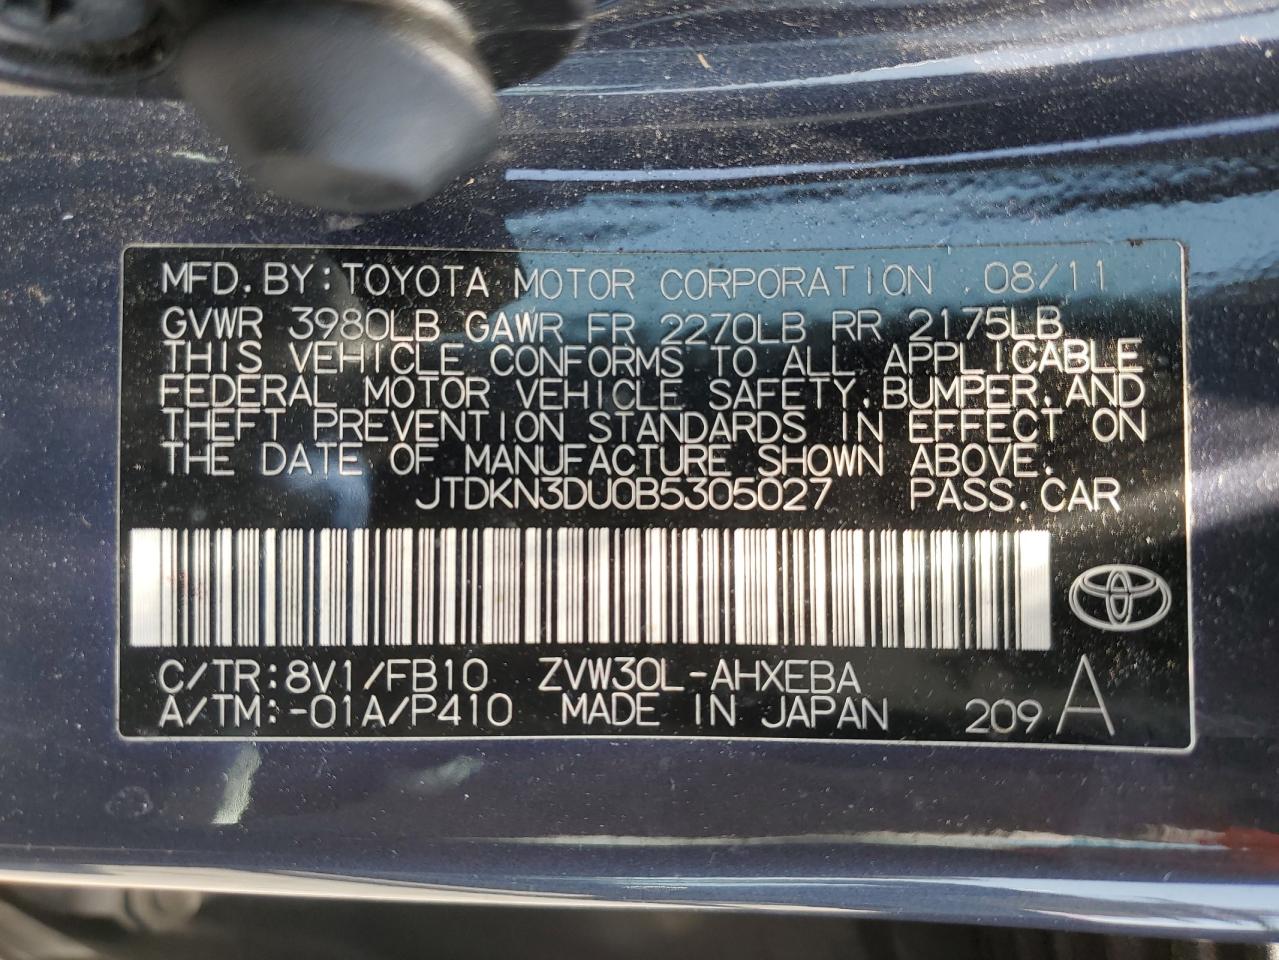 MFD. BY: TOYOTA MOTOR CORPORATION 08/11
GVWR 3980LB GAWR FR 2270LB RR 2175LB
THIS VEHICLE CONFORMS TO ALL APPLICABLE
FEDERAL MOTOR VEHICLE SAFETY, BUMPER, AND
THEFT PREVENTION STANDARDS IN EFFECT ON
THE DATE OF MANUFACTURE SHOWN ABOVE.
JTDKN3DU0B5305027 PASS. CAR
C/TR: 8V1/FB10 ZVW30L-AHXEBA
A/TM: -01A/P410 MADE IN JAPAN 209 A